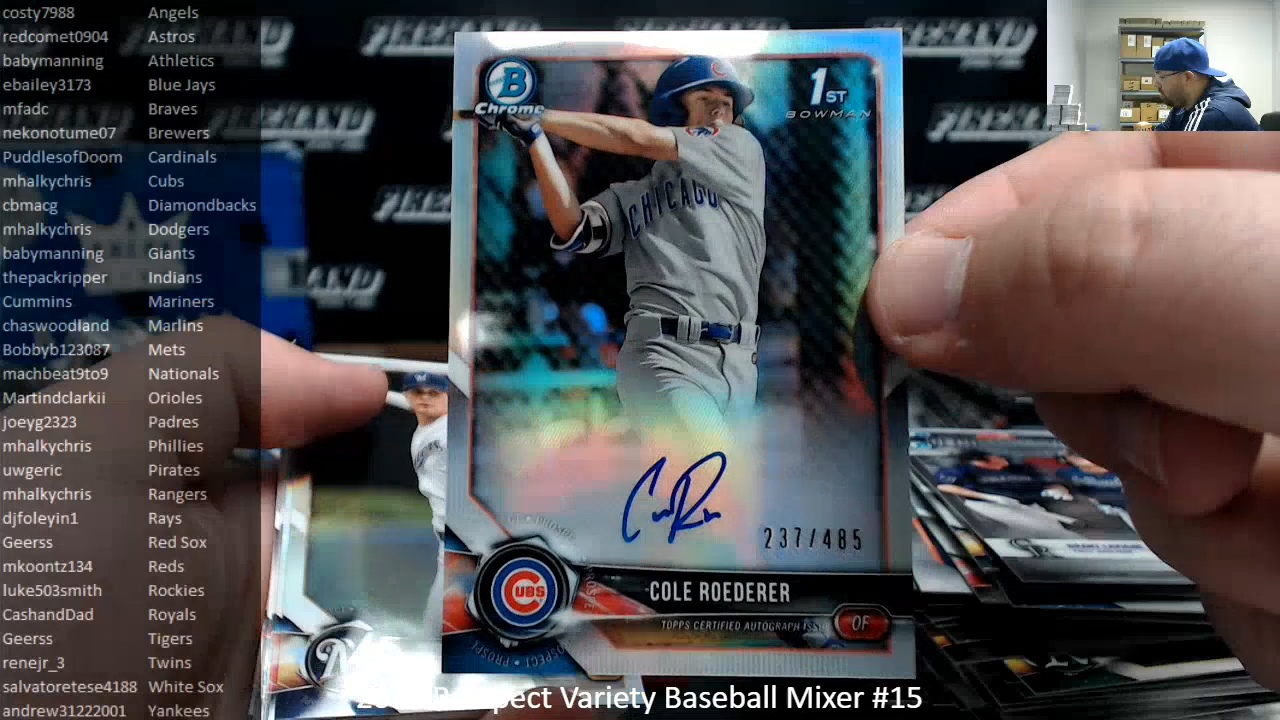 costy7988 Angels
redcomet0904 Astros
babymanning Athletics
ebailey3173 Blue Jays
mfadc Braves
nekonotume07 Brewers
PuddlesofDoom Cardinals
mhalkychris Cubs
cbmacg Diamondbacks
mhalkychris Dodgers
babymanning Giants
thepackripper Indians
Cummins Mariners
chaswoodland Marlins
Bobbyb123087 Mets
machbeat9to9 Nationals
Martindclarkii Orioles
joeyg2323 Padres
mhalkychris Phillies
uwgeric Pirates
mhalkychris Rangers
djfoleyin1 Rays
Geerss Red Sox
mkoontz134 Reds
luke503smith Rockies
CashandDad Royals
Geerss Tigers
renejr_3 Twins
salvatoretese4188 White Sox
andrew31222001 Yankees
B
Chrome
1ST
BOWMAN
CHICAGO
237/485
CUBS
COLE ROEDERER
TOPPS CERTIFIED AUTOGRAPH
OF
PROSPECT
Variety Baseball Mixer #15